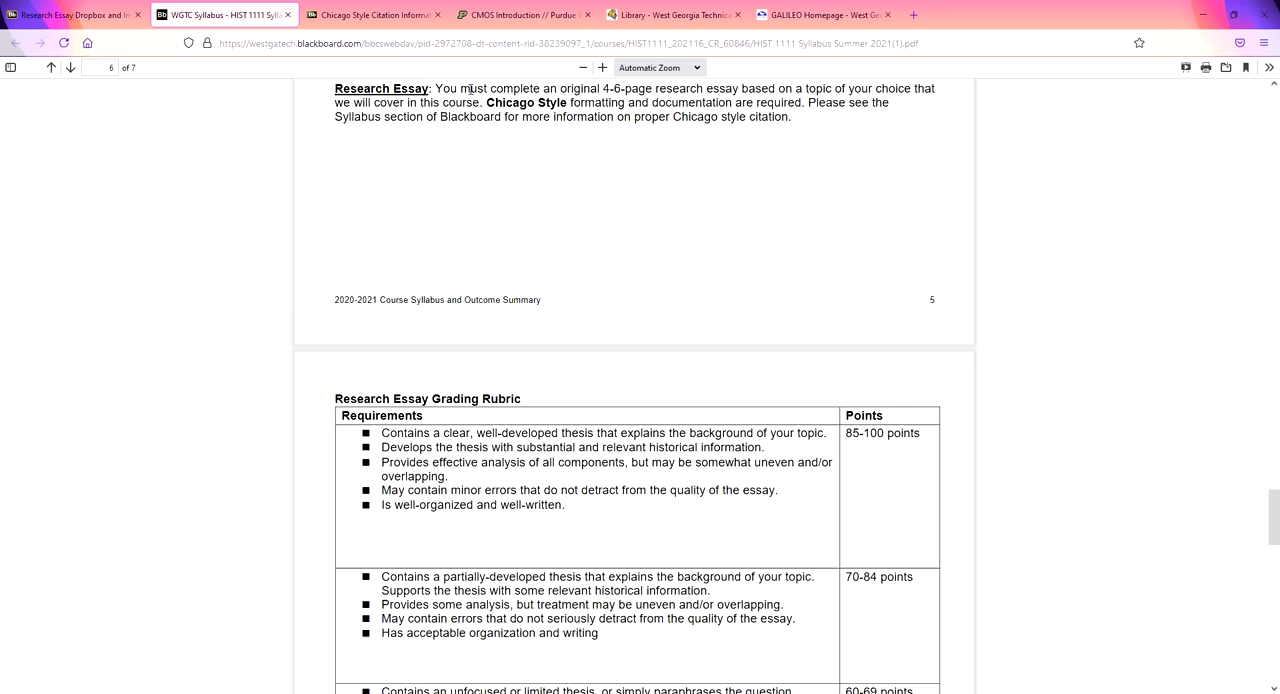 Research Essay Dropbox and In
WGTC Syllabus - HIST 1111 Sylla
Chicago Style Citation Informat
CMOS Introduction // Purdue W
Library - West Georgia Technica
GALILEO Homepage - West Geo
https://westgatech.blackboard.com/bbcswebdav/pid-2972708-dt-content-rid-38239097_1/courses/HIST1111_202116_CR_60846/HIST 1111 Syllabus Summer 2021(1).pdf
6 of 7
Automatic Zoom
Research Essay: You must complete an original 4-6-page research essay based on a topic of your choice that
we will cover in this course. Chicago Style formatting and documentation are required. Please see the
Syllabus section of Blackboard for more information on proper Chicago style citation.
2020-2021 Course Syllabus and Outcome Summary 5
Research Essay Grading Rubric
Requirements Points
■ Contains a clear, well-developed thesis that explains the background of your topic. 85-100 points
■ Develops the thesis with substantial and relevant historical information.
■ Provides effective analysis of all components, but may be somewhat uneven and/or
overlapping.
■ May contain minor errors that do not detract from the quality of the essay.
■ Is well-organized and well-written.
■ Contains a partially-developed thesis that explains the background of your topic. 70-84 points
Supports the thesis with some relevant historical information.
■ Provides some analysis, but treatment may be uneven and/or overlapping.
■ May contain errors that do not seriously detract from the quality of the essay.
■ Has acceptable organization and writing
■ Contains an unfocused or limited thesis, or simply paraphrases the question 60-69 points